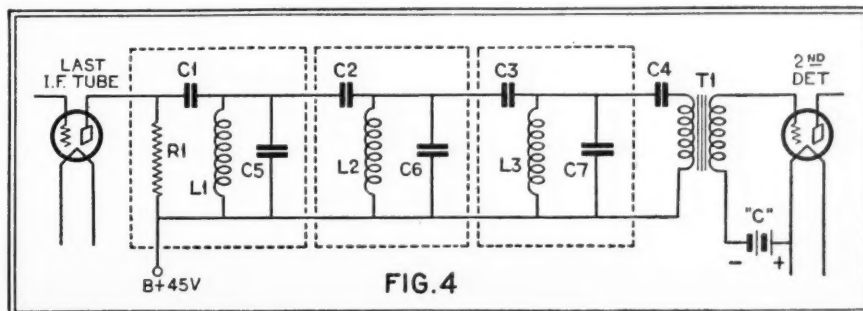 LAST
I.F. TUBE
C1
C2
C3
C4
T1
2ND
DET
R1
L1
C5
L2
C6
L3
C7
"C"
- +
B+45V
FIG.4